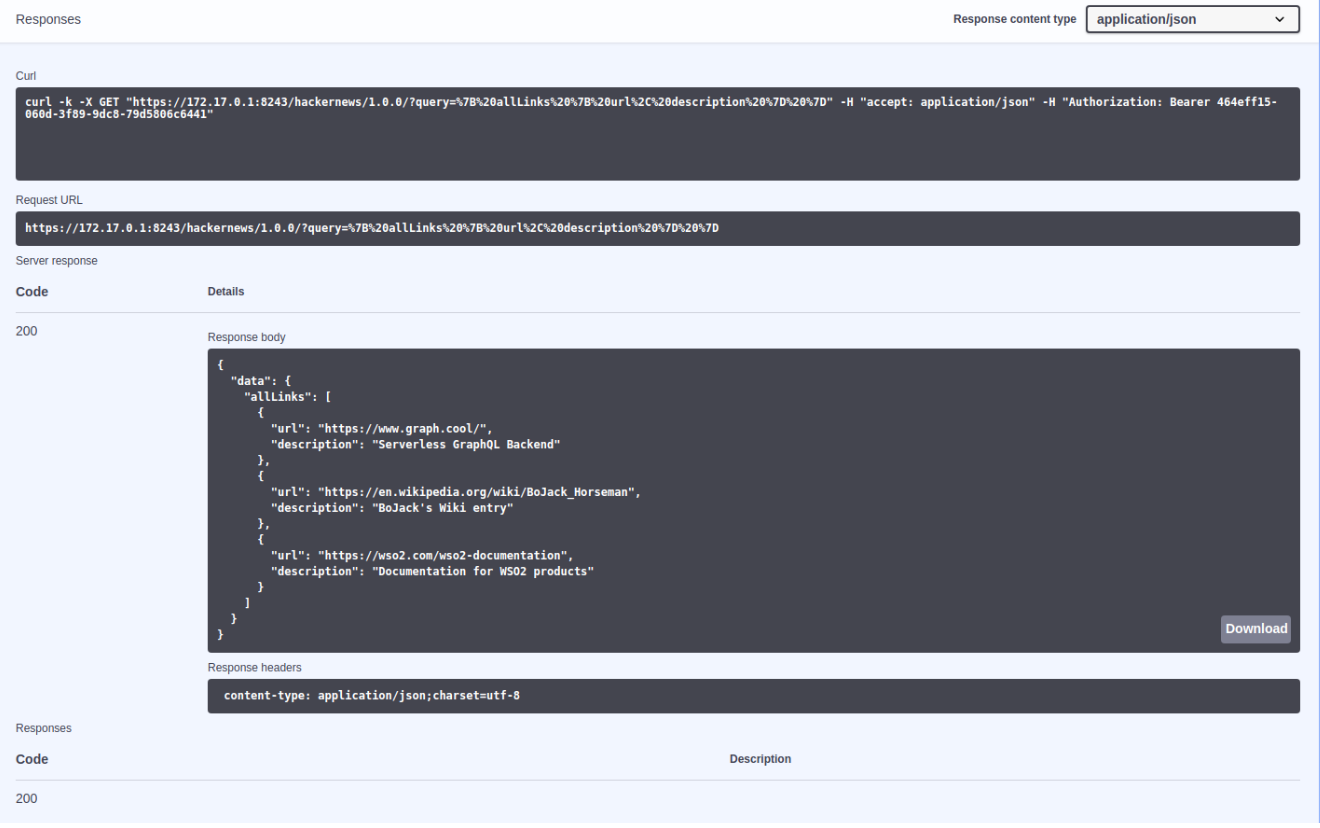 Responses
Response content type application/json
Curl
curl -k -X GET "https://172.17.0.1:8243/hackernews/1.0.0/?query=%7B%20allLinks%20%7B%20url%2C%20description%20%7D%20%7D" -H "accept: application/json" -H "Authorization: Bearer 464eff15-
060d-3f89-9dc8-79d5806c6441"
Request URL
https://172.17.0.1:8243/hackernews/1.0.0/?query=%7B%20allLinks%20%7B%20url%2C%20description%20%7D%20%7D
Server response
Code Details
200
Response body
{
  "data": {
    "allLinks": [
      {
        "url": "https://www.graph.cool/",
        "description": "Serverless GraphQL Backend"
      },
      {
        "url": "https://en.wikipedia.org/wiki/BoJack_Horseman",
        "description": "BoJack's Wiki entry"
      },
      {
        "url": "https://wso2.com/wso2-documentation",
        "description": "Documentation for WSO2 products"
      }
    ]
  }
}
Download
Response headers
content-type: application/json;charset=utf-8
Responses
Code Description
200